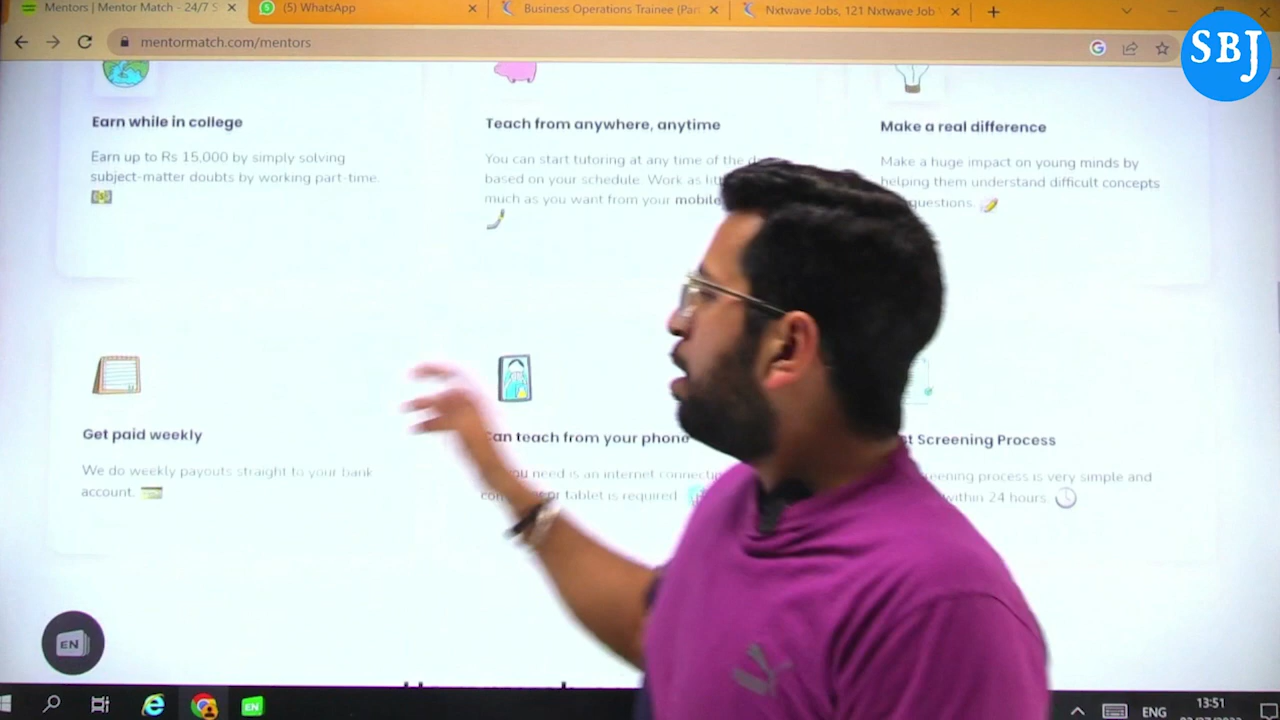 Mentors | Mentor Match - 24/7 S
(5) WhatsApp
Business Operations Trainee (Par
Nxtwave Jobs, 121 Nxtwave Job
mentormatch.com/mentors
SBJ
Earn while in college
Earn up to Rs 15,000 by simply solving
subject-matter doubts by working part-time.
Teach from anywhere, anytime
You can start tutoring at any time of the d
based on your schedule. Work as litt
much as you want from your mobile
Make a real difference
Make a huge impact on young minds by
helping them understand difficult concepts
questions.
Get paid weekly
We do weekly payouts straight to your bank
account.
Can teach from your phone
you need is an internet connectio
or tablet is required
st Screening Process
reening process is very simple and
within 24 hours
EN
EN
ENG
13:51